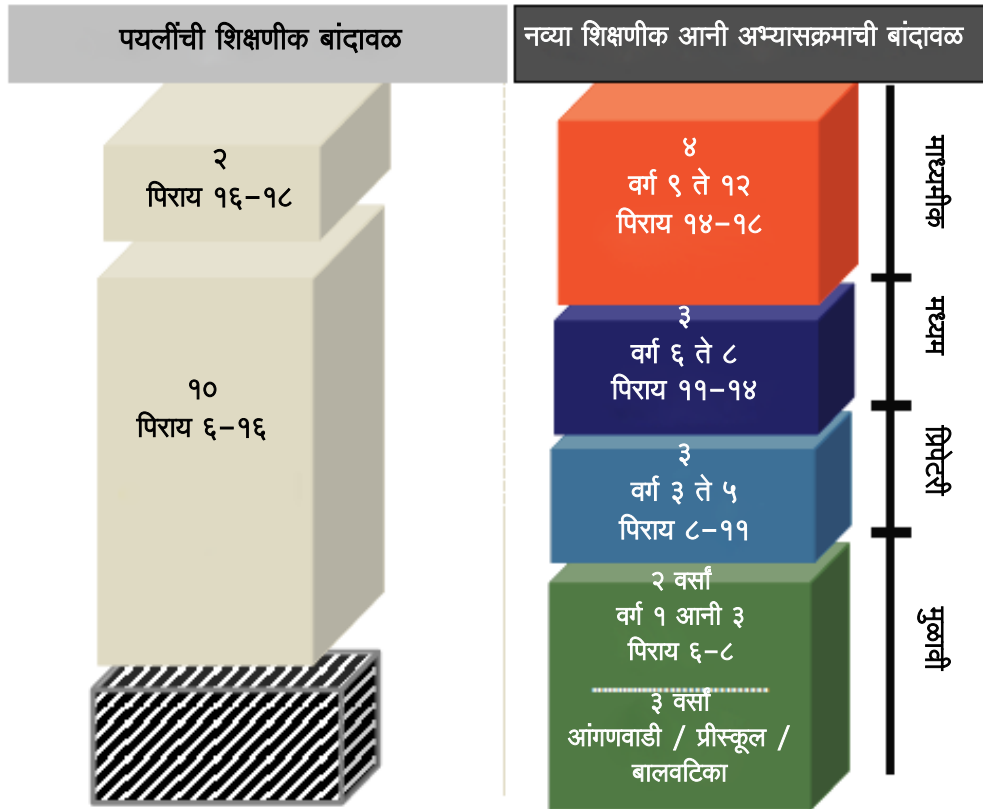 पयलींची शिक्षणीक बांदावळ
२
पिराय १६–१८
१०
पिराय ६–१६
नव्या शिक्षणीक आनी अभ्यासक्रमाची बांदावळ
४
वर्ग ९ ते १२
पिराय १४–१८
३
वर्ग ६ ते ८
पिराय ११–१४
३
वर्ग ३ ते ५
पिराय ८–११
२ वर्सां
वर्ग १ आनी ३
पिराय ६–८
३ वर्सां
आंगणवाडी / प्रीस्कूल /
बालवटिका
माध्यमीक
मध्यम
प्रिपेटरी
मुळावी